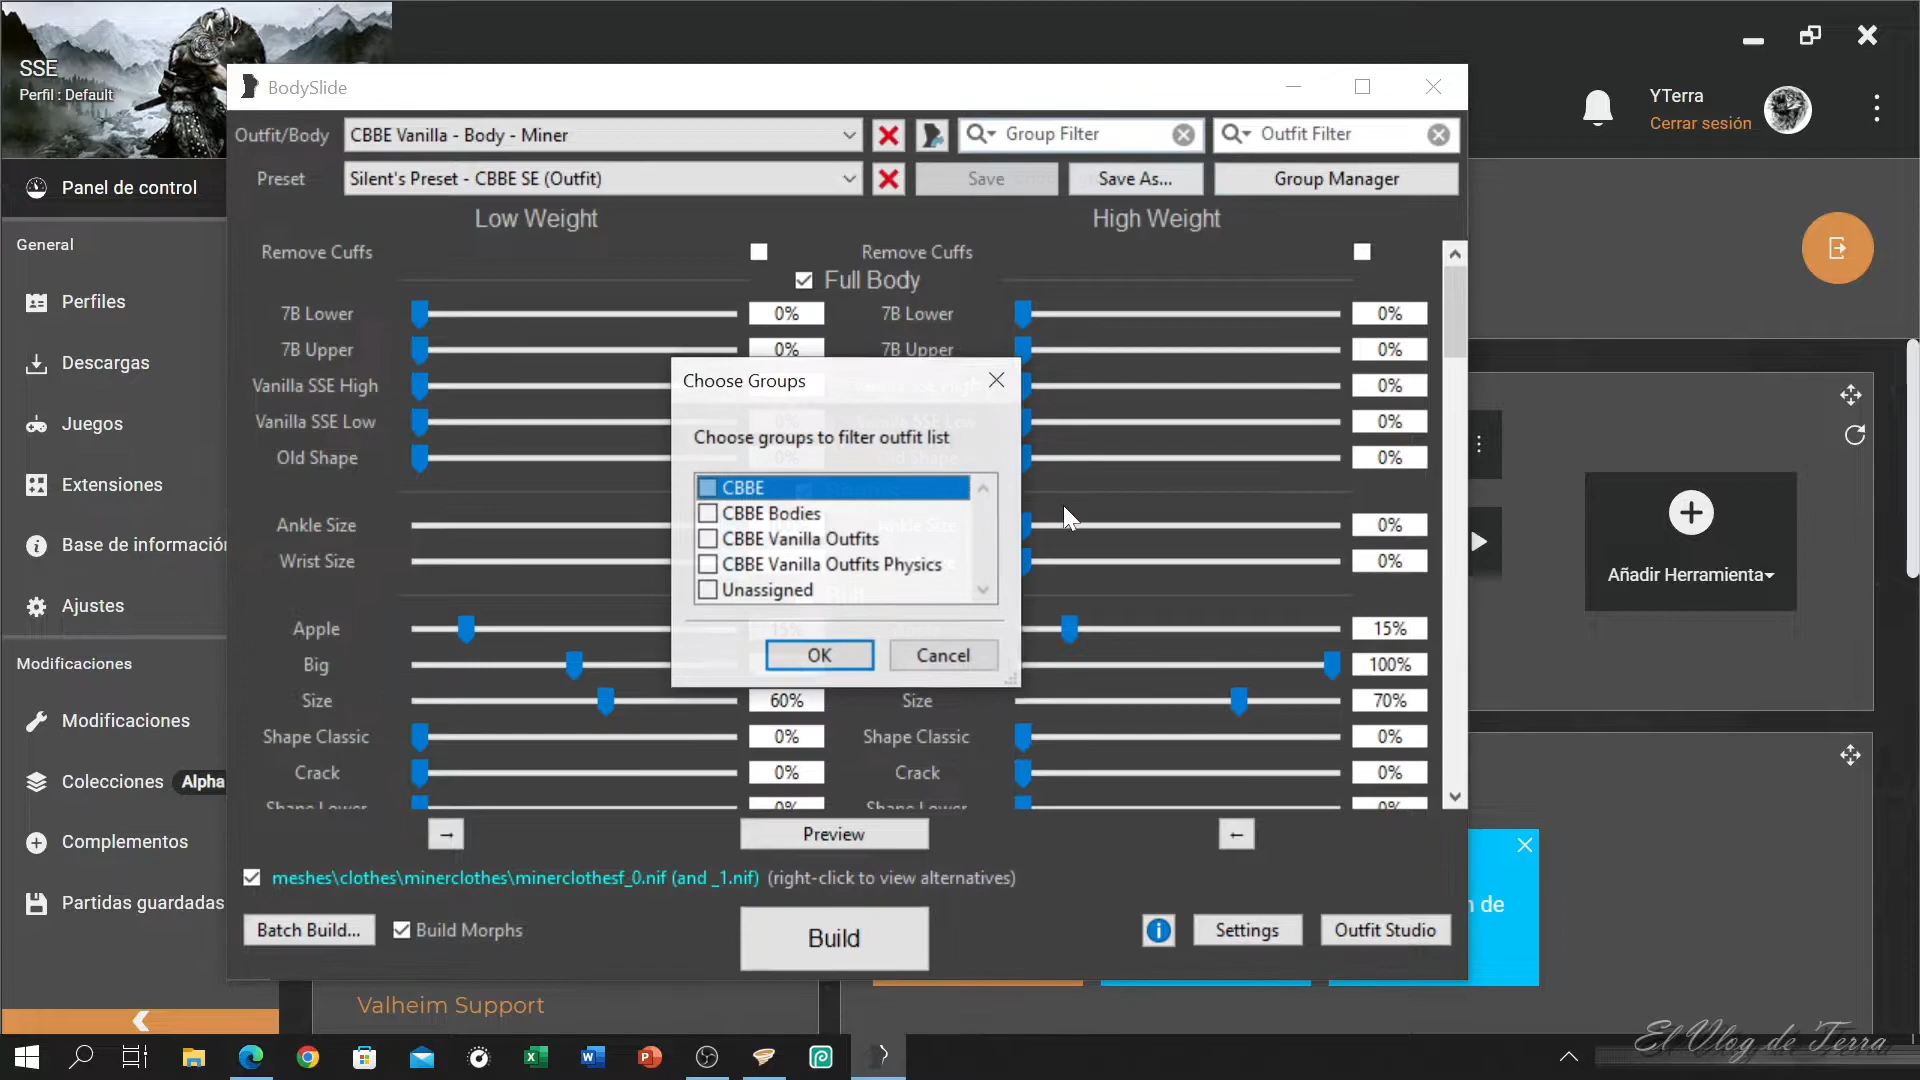 SSE
Perfil : Default
BodySlide
YTerra
Cerrar sesión
Outfit/Body
CBBE Vanilla - Body - Miner
Group Filter
Outfit Filter
Preset
Silent's Preset - CBBE SE (Outfit)
Save
Save As...
Group Manager
Low Weight
High Weight
Remove Cuffs
Remove Cuffs
Full Body
7B Lower
0%
7B Lower
0%
7B Upper
0%
7B Upper
0%
Vanilla SSE High
0%
Vanilla SSE Low
0%
Old Shape
0%
Ankle Size
0%
Wrist Size
0%
Apple
15%
15%
Big
100%
Size
60%
Size
70%
Shape Classic
0%
Shape Classic
0%
Crack
0%
Crack
0%
Shape Lower
0%
Shape Lower
0%
Choose Groups
Choose groups to filter outfit list
CBBE
CBBE Bodies
CBBE Vanilla Outfits
CBBE Vanilla Outfits Physics
Unassigned
OK
Cancel
Preview
meshes\clothes\minerclothes\minerclothesf_0.nif (and _1.nif) (right-click to view alternatives)
Batch Build...
Build Morphs
Build
Settings
Outfit Studio
Panel de control
General
Perfiles
Descargas
Juegos
Extensiones
Base de informació
Ajustes
Modificaciones
Modificaciones
Colecciones
Alpha
Complementos
Partidas guardadas
Añadir Herramienta
de
Valheim Support
El Vlog de Terra